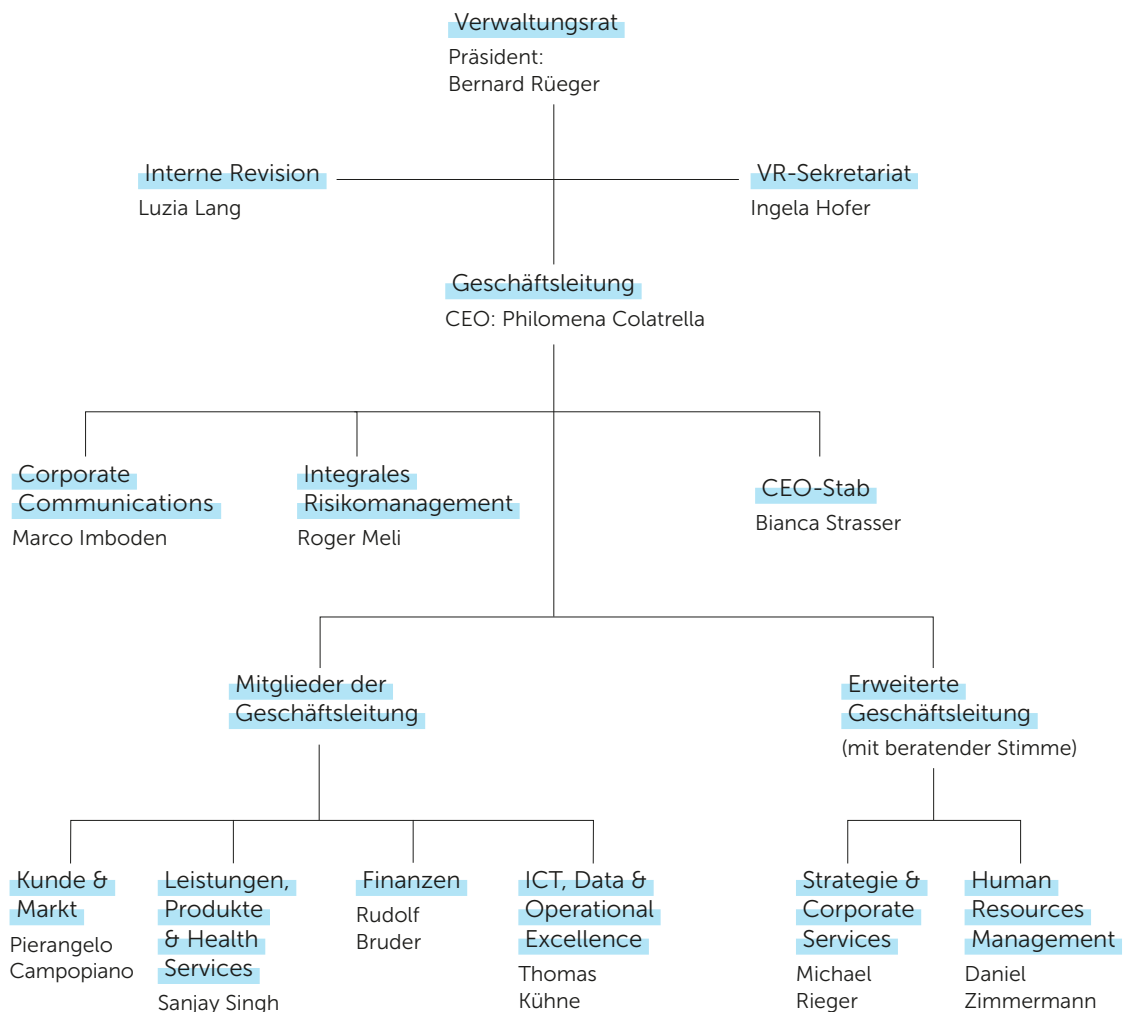 Verwaltungsrat
Präsident:
Bernard Rüeger
Interne Revision
Luzia Lang
VR-Sekretariat
Ingela Hofer
Geschäftsleitung
CEO: Philomena Colatrella
Corporate
Communications
Marco Imboden
Integrales
Risikomanagement
Roger Meli
CEO-Stab
Bianca Strasser
Mitglieder der
Geschäftsleitung
Erweiterte
Geschäftsleitung
(mit beratender Stimme)
Kunde &
Markt
Pierangelo
Campopiano
Leistungen,
Produkte
& Health
Services
Sanjay Singh
Finanzen
Rudolf
Bruder
ICT, Data &
Operational
Excellence
Thomas
Kühne
Strategie &
Corporate
Services
Michael
Rieger
Human
Resources
Management
Daniel
Zimmermann